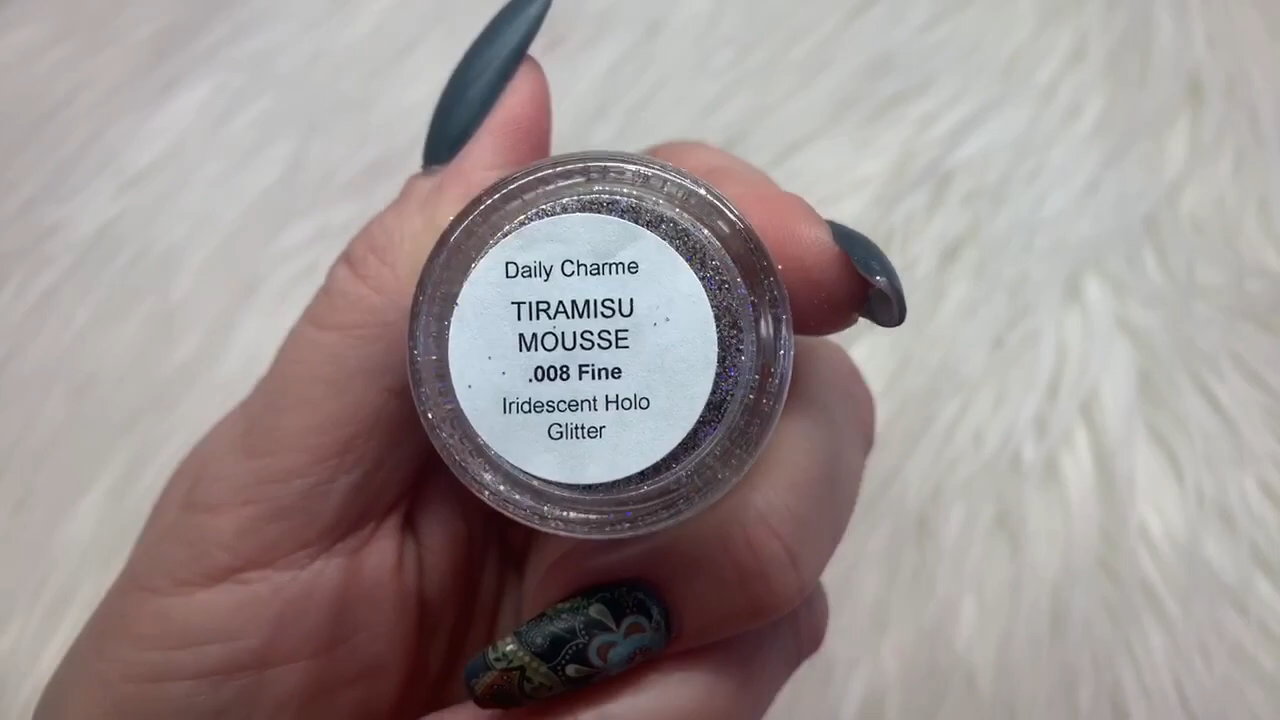 Daily Charme
TIRAMISU
MOUSSE
.008 Fine
Iridescent Holo
Glitter